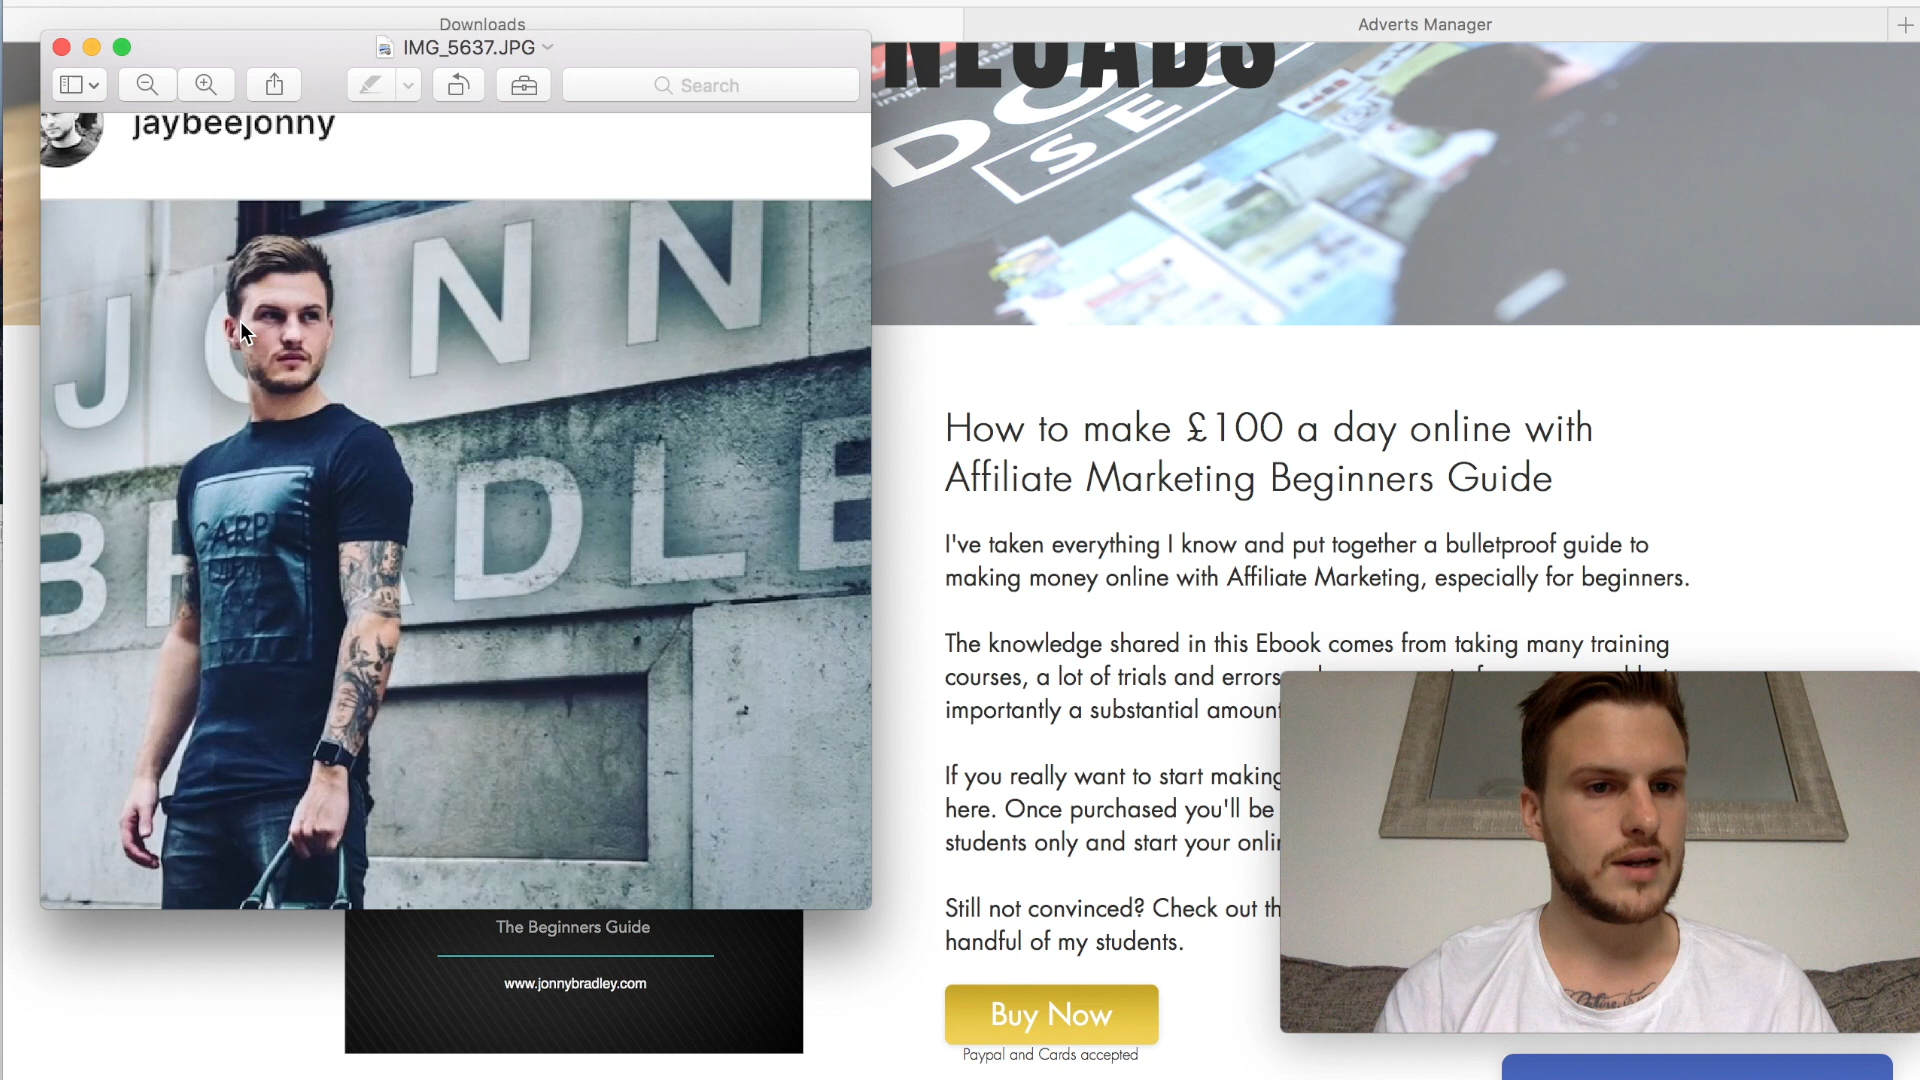 Downloads
Adverts Manager
IMG_5637.JPG
Search
jaybeejonny
DO
SE
JONN
BRADLE
How to make £100 a day online with
Affiliate Marketing Beginners Guide
I've taken everything I know and put together a bulletproof guide to
making money online with Affiliate Marketing, especially for beginners.
The knowledge shared in this Ebook comes from taking many training
courses, a lot of trials and errors
importantly a substantial amount
If you really want to start making
here. Once purchased you'll be
students only and start your onli
Still not convinced? Check out th
handful of my students.
The Beginners Guide
www.jonnybradley.com
Buy Now
Paypal and Cards accepted